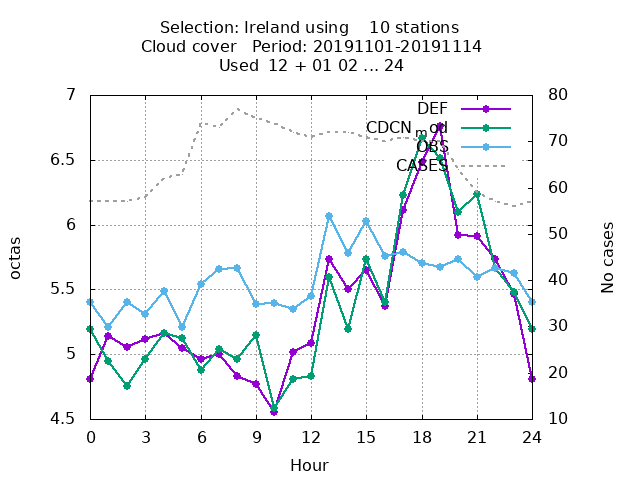 Selection: Ireland using 10 stations
Cloud cover Period: 20191101-20191114
Used 12 + 01 02 ... 24
DEF
CDCN_mod
OBS
CASES
octas
No cases
7
6.5
6
5.5
5
4.5
80
70
60
50
40
30
20
10
0 3 6 9 12 15 18 21 24
Hour